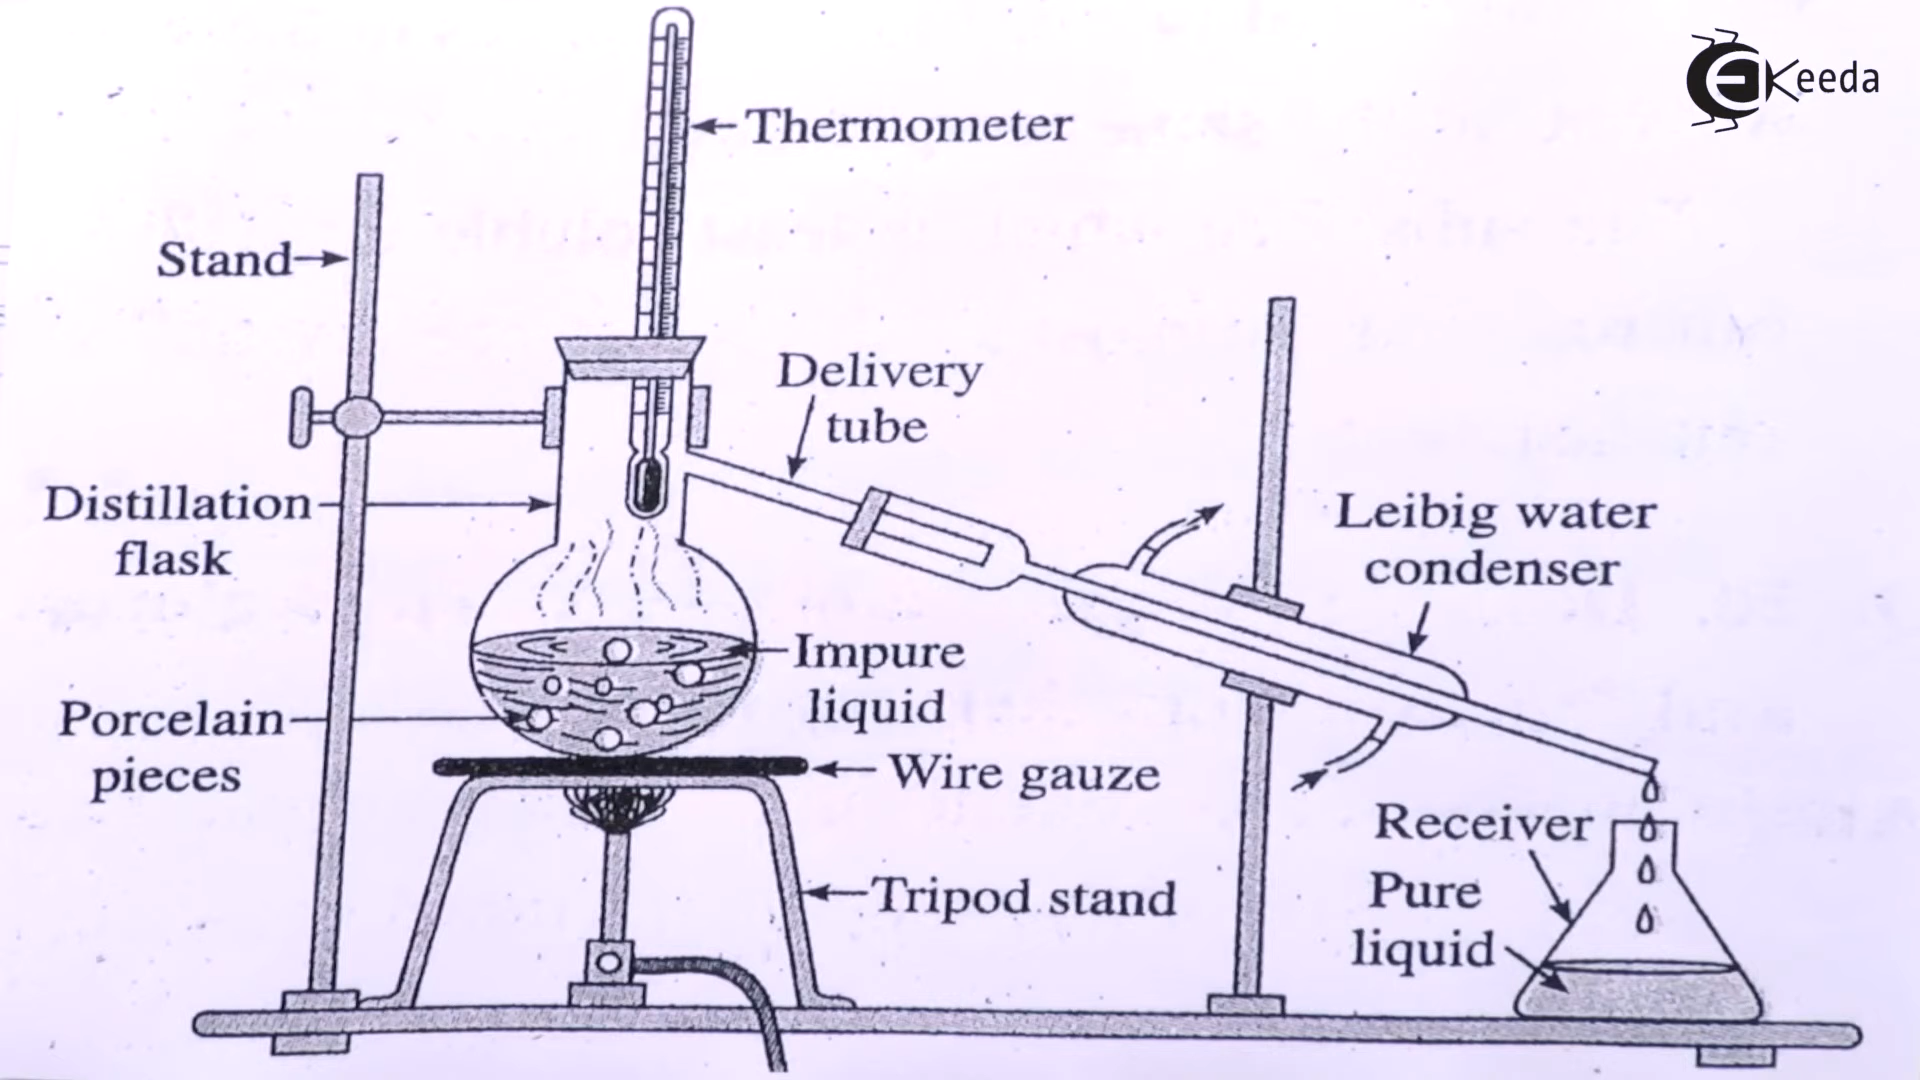 EKeeda
Thermometer
Stand
Delivery
tube
Distillation
flask
Leibig water
condenser
Impure
liquid
Porcelain
pieces
Wire gauze
Receiver
Tripod stand
Pure
liquid